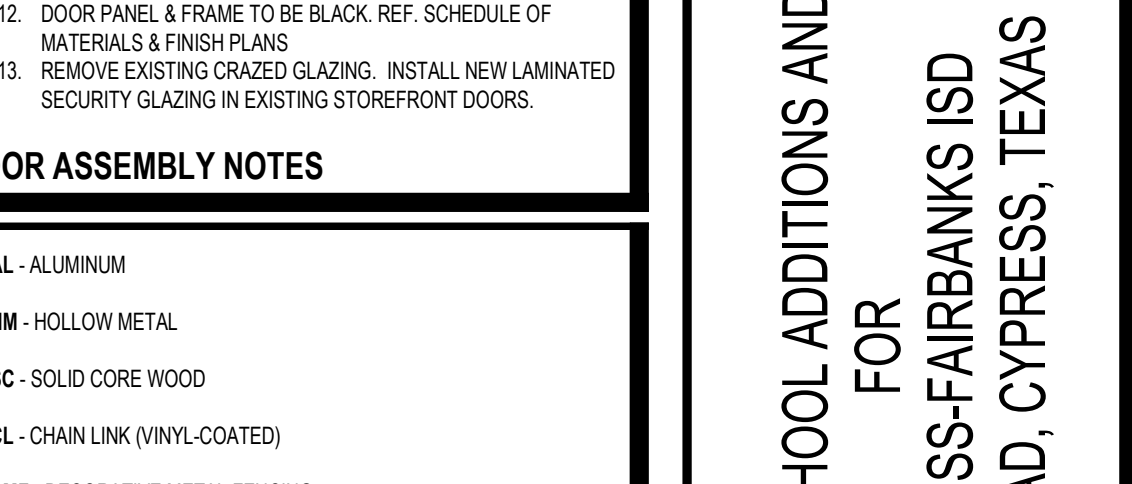 12. DOOR PANEL & FRAME TO BE BLACK. REF. SCHEDULE OF
MATERIALS & FINISH PLANS
13. REMOVE EXISTING CRAZED GLAZING. INSTALL NEW LAMINATED
SECURITY GLAZING IN EXISTING STOREFRONT DOORS.
OR ASSEMBLY NOTES
AL - ALUMINUM
HM - HOLLOW METAL
SC - SOLID CORE WOOD
CL - CHAIN LINK (VINYL-COATED)
HOOL ADDITIONS AND
FOR
SS-FAIRBANKS ISD
AD, CYPRESS, TEXAS